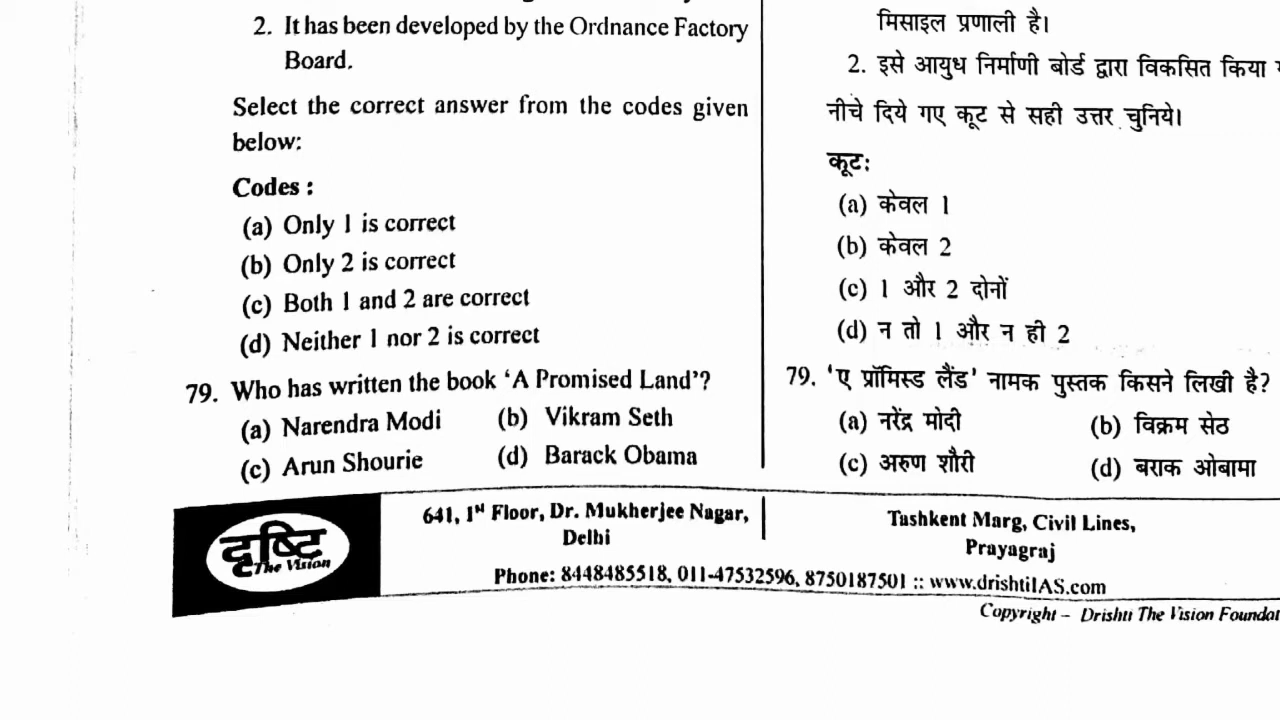 2. It has been developed by the Ordnance Factory
Board.
Select the correct answer from the codes given
below:
Codes :
(a) Only 1 is correct
(b) Only 2 is correct
(c) Both 1 and 2 are correct
(d) Neither 1 nor 2 is correct
79. Who has written the book ‘A Promised Land’?
(a) Narendra Modi (b) Vikram Seth
(c) Arun Shourie (d) Barack Obama
मिसाइल प्रणाली है।
2. इसे आयुध निर्माणी बोर्ड द्वारा विकसित किया
नीचे दिये गए कूट से सही उत्तर चुनिये।
कूटः
(a) केवल 1
(b) केवल 2
(c) 1 और 2 दोनों
(d) न तो 1 और न ही 2
79. ‘ए प्रॉमिस्ड लैंड’ नामक पुस्तक किसने लिखी है?
(a) नरेंद्र मोदी (b) विक्रम सेठ
(c) अरुण शौरी (d) बराक ओबामा
दृष्टि
The Vision
641, 1st Floor, Dr. Mukherjee Nagar,
Delhi
Tashkent Marg, Civil Lines,
Prayagraj
Phone: 8448485518, 011-47532596, 8750187501 :: www.drishtiIAS.com
Copyright – Drishti The Vision